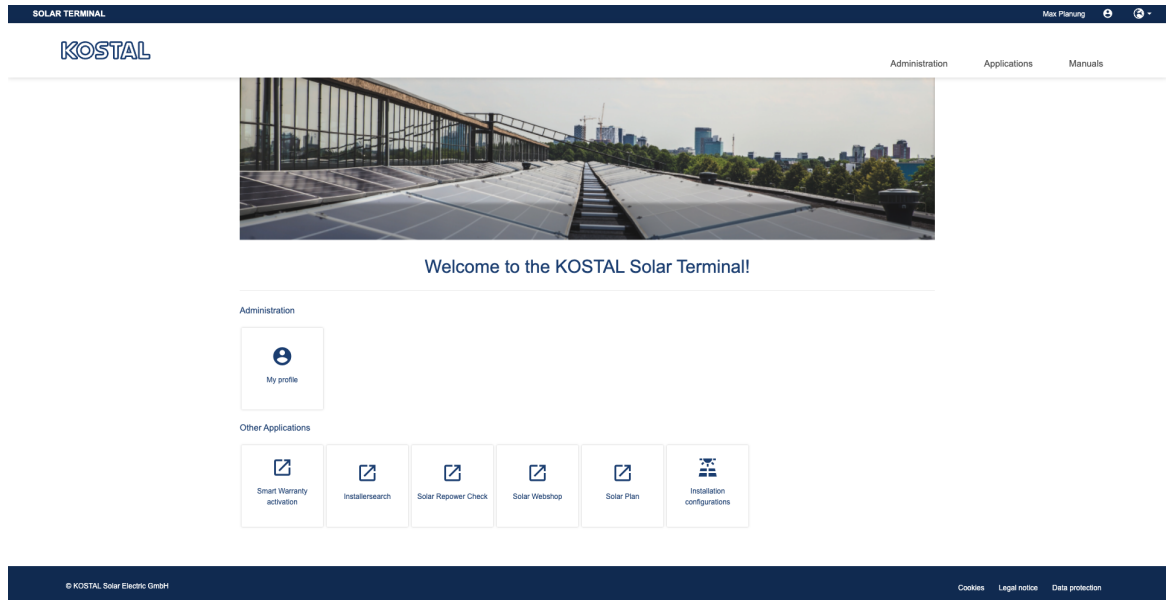 SOLAR TERMINAL
Max Planung
KOSTAL
Administration Applications Manuals
Welcome to the KOSTAL Solar Terminal!
Administration
My profile
Other Applications
Smart Warranty
activation
Installersearch
Solar Repower Check
Solar Webshop
Solar Plan
Installation
configurations
© KOSTAL Solar Electric GmbH
Cookies Legal notice Data protection